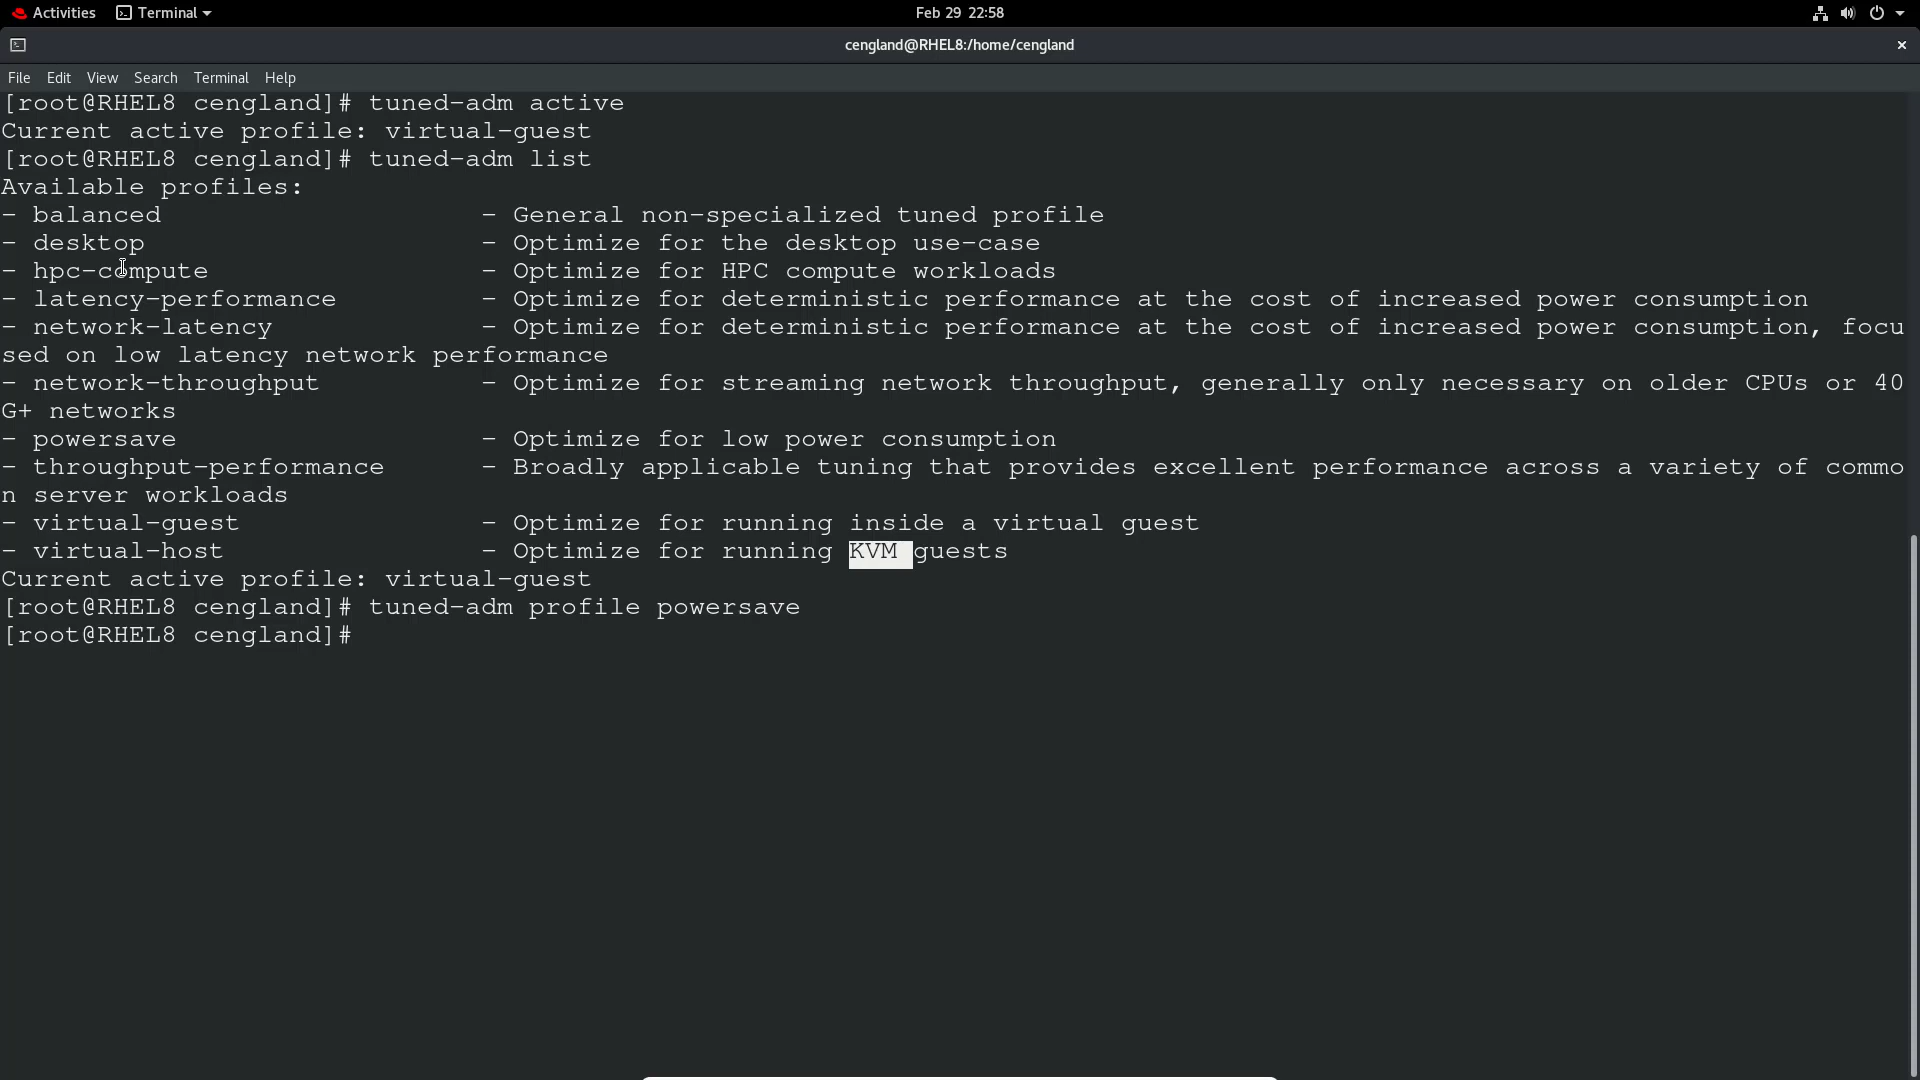 Activities Terminal Feb 29 22:58
cengland@RHEL8:/home/cengland ×
File Edit View Search Terminal Help
[root@RHEL8 cengland]# tuned-adm active
Current active profile: virtual-guest
[root@RHEL8 cengland]# tuned-adm list
Available profiles:
- balanced - General non-specialized tuned profile
- desktop - Optimize for the desktop use-case
- hpc-compute - Optimize for HPC compute workloads
- latency-performance - Optimize for deterministic performance at the cost of increased power consumption
- network-latency - Optimize for deterministic performance at the cost of increased power consumption, focu
sed on low latency network performance
- network-throughput - Optimize for streaming network throughput, generally only necessary on older CPUs or 40
G+ networks
- powersave - Optimize for low power consumption
- throughput-performance - Broadly applicable tuning that provides excellent performance across a variety of commo
n server workloads
- virtual-guest - Optimize for running inside a virtual guest
- virtual-host - Optimize for running KVM guests
Current active profile: virtual-guest
[root@RHEL8 cengland]# tuned-adm profile powersave
[root@RHEL8 cengland]#